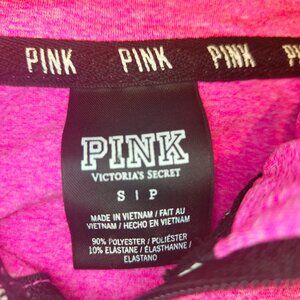 PINK PINK PINK P
PINK
VICTORIA'S SECRET
S | P
MADE IN VIETNAM / FAIT AU
VIETNAM / HECHO EN VIETNAM
90% POLYESTER / POLIÉSTER
10% ELASTANE / ÉLASTHANNE /
ELASTANO